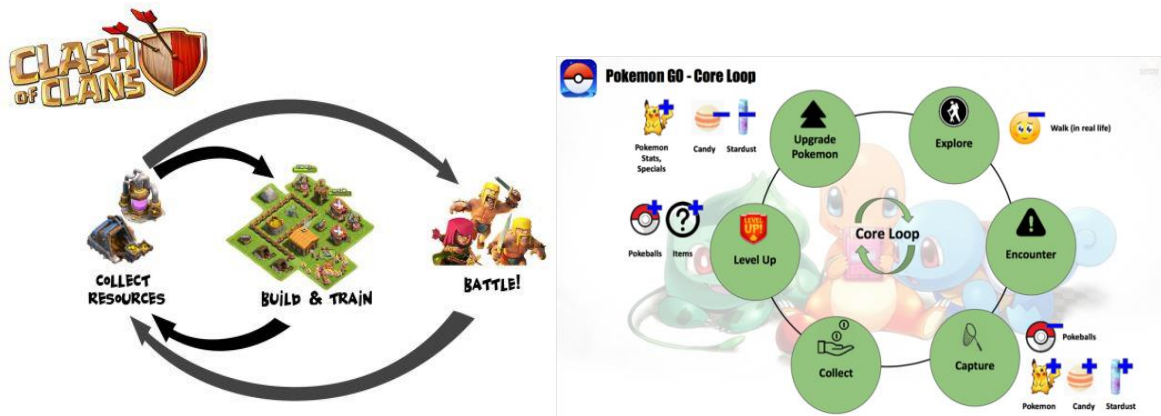 CLASH
OF CLANS
COLLECT
RESOURCES
BUILD & TRAIN
BATTLE!
Pokemon GO - Core Loop
Pokemon
Stats,
Specials
Candy
Stardust
Upgrade
Pokemon
Explore
Walk (in real life)
Pokeballs
Items
LEVEL
UP!
Level Up
Core Loop
Encounter
Collect
Capture
Pokeballs
Pokemon
Candy
Stardust